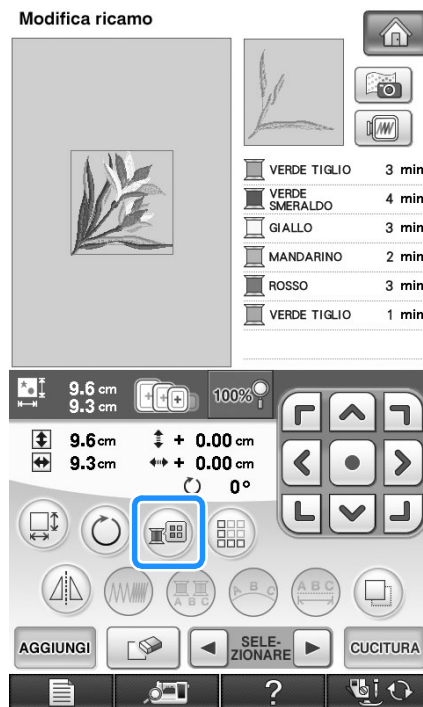 Modifica ricamo
VERDE TIGLIO 3 min
VERDE
SMERALDO 4 min
GIALLO 3 min
MANDARINO 2 min
ROSSO 3 min
VERDE TIGLIO 1 min
9.6 cm
9.3 cm
100%
9.6 cm + 0.00 cm
9.3 cm + 0.00 cm
0°
A B C
A B C
A B C
AGGIUNGI
SELE-
ZIONARE
CUCITURA
?